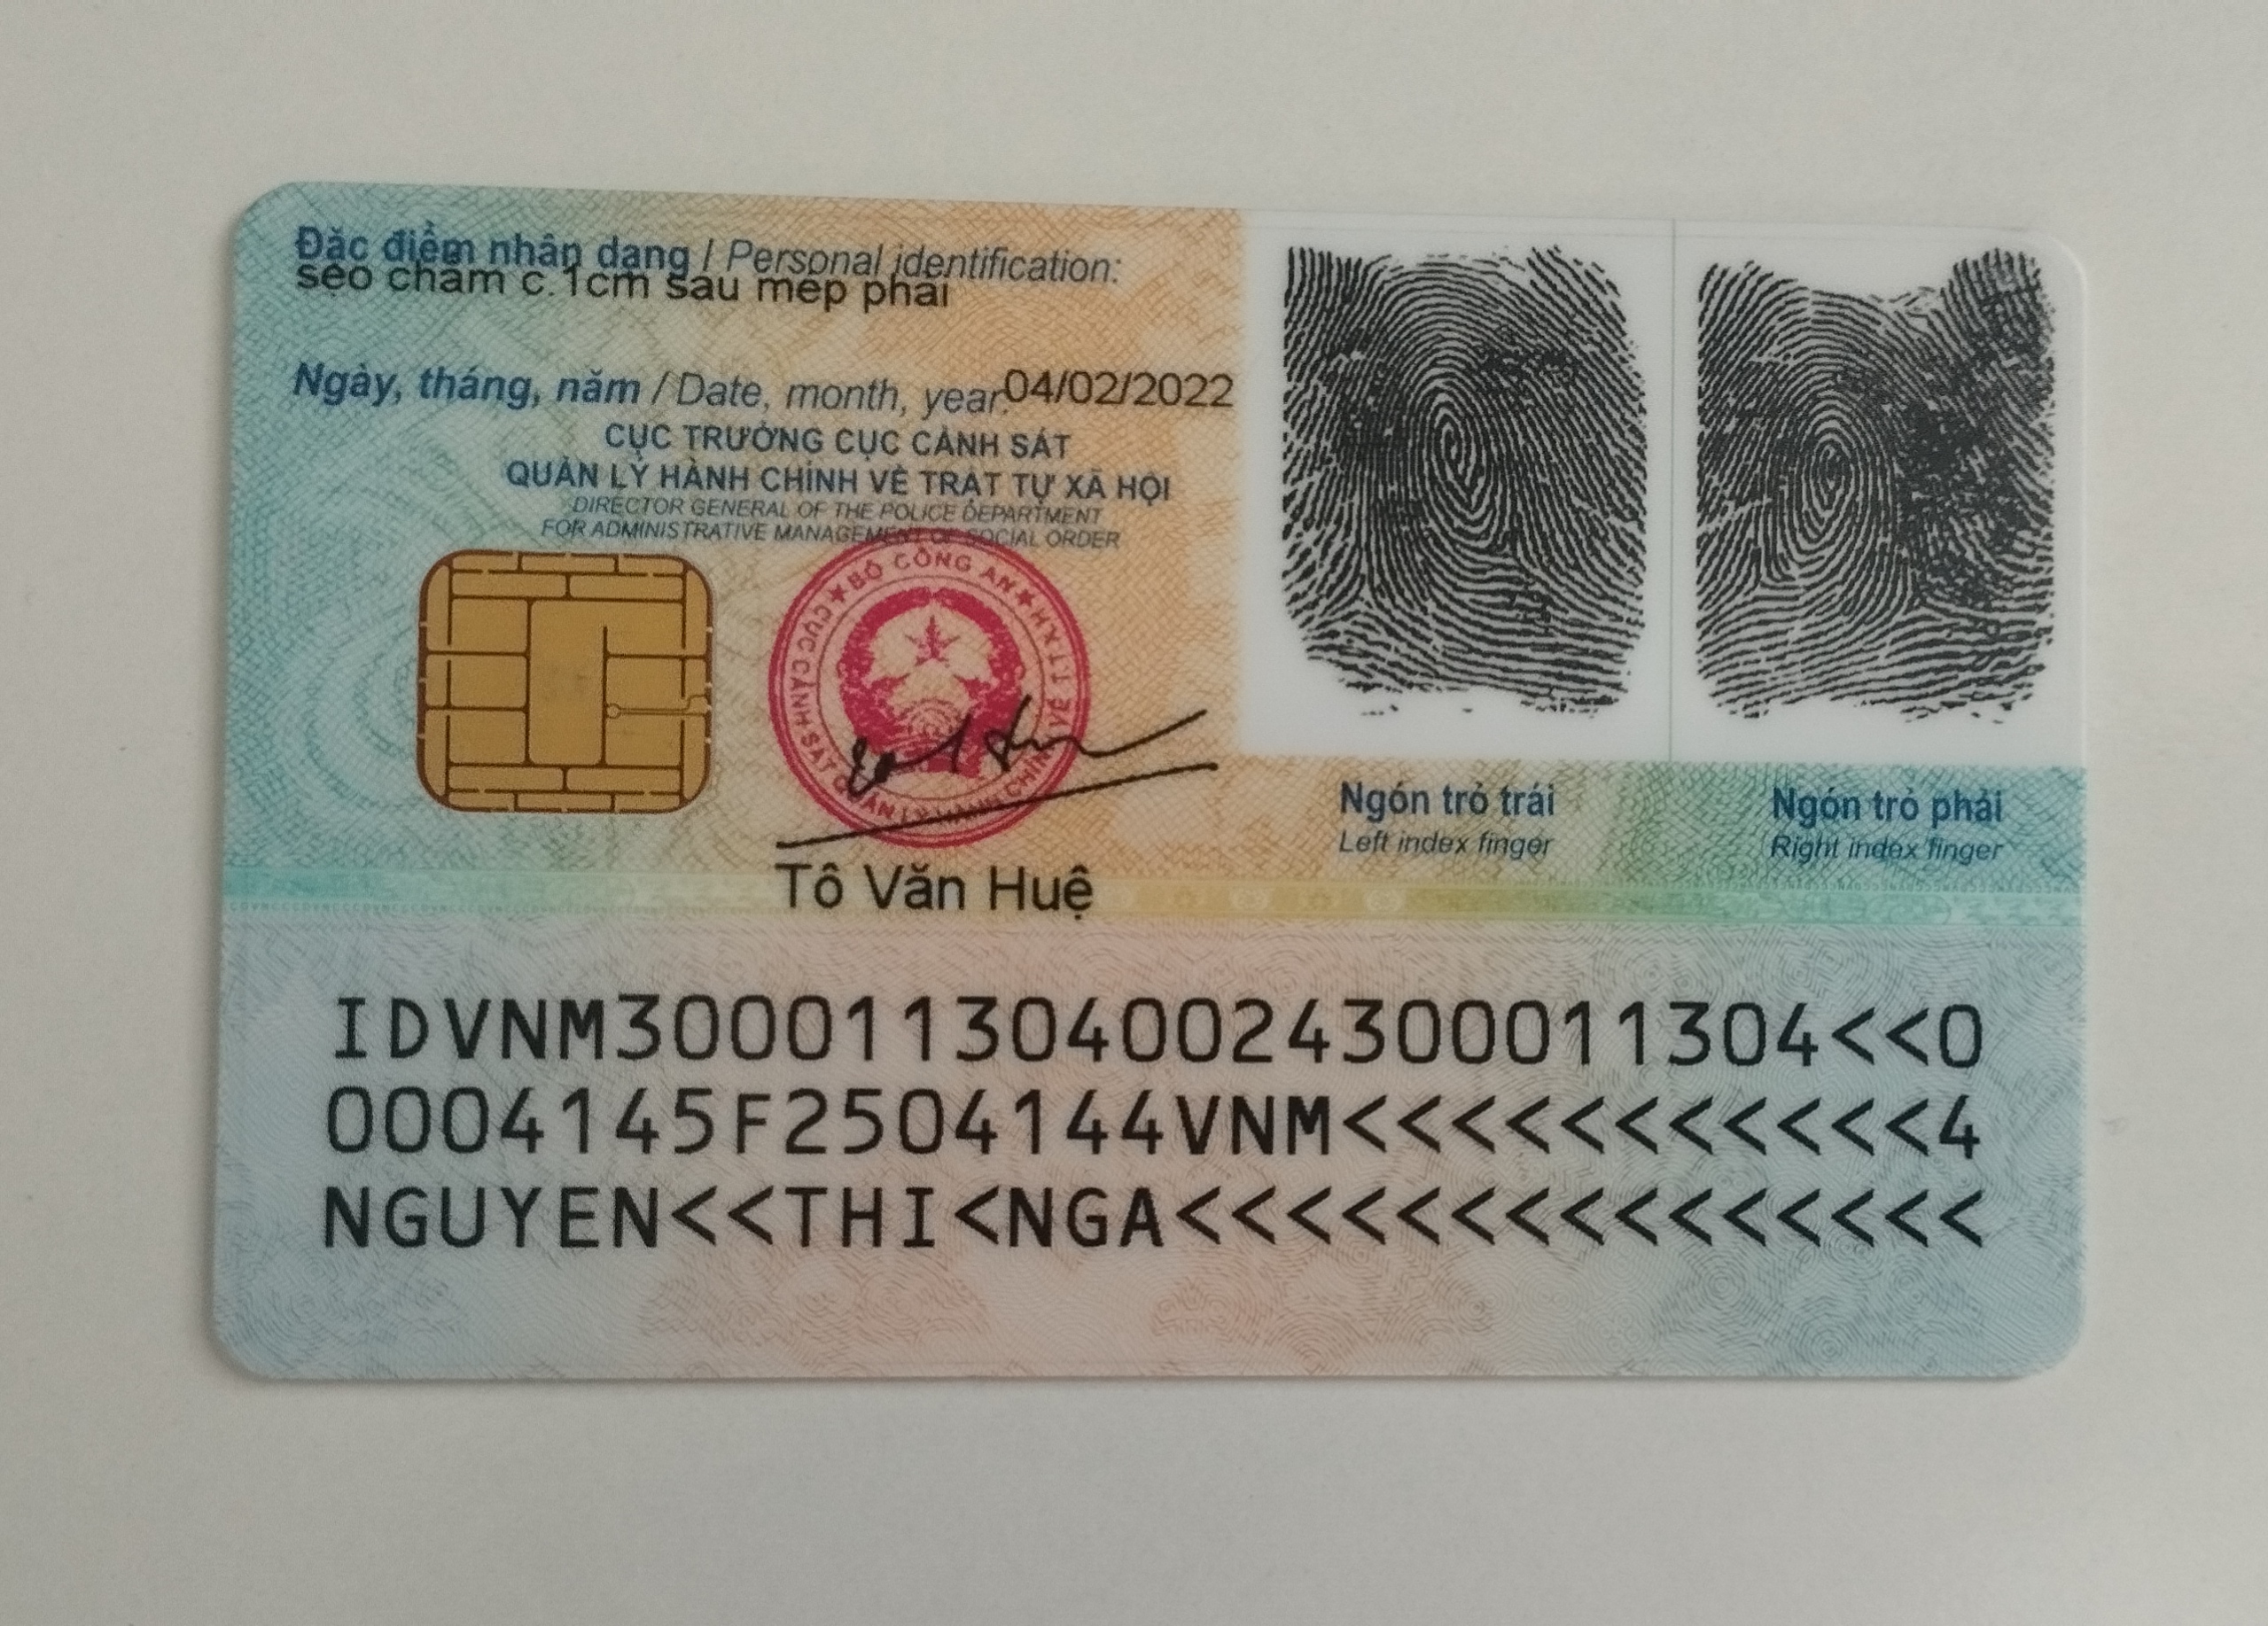 Đặc điểm nhân dạng / Personal identification:
sẹo chấm c.1cm sau mép phải
Ngày, tháng, năm / Date, month, year: 04/02/2022
CỤC TRƯỞNG CỤC CẢNH SÁT
QUẢN LÝ HÀNH CHÍNH VỀ TRẬT TỰ XÃ HỘI
DIRECTOR GENERAL OF THE POLICE DEPARTMENT
FOR ADMINISTRATIVE MANAGEMENT OF SOCIAL ORDER
★ BỘ CÔNG AN ★
CỤC CẢNH SÁT QUẢN LÝ HÀNH CHÍNH VỀ TTATXH
Tô Văn Huệ
Ngón trỏ trái
Left index finger
Ngón trỏ phải
Right index finger
IDVNM3000113040024300011304<<0
0004145F2504144VNM<<<<<<<<<<<4
NGUYEN<<THI<NGA<<<<<<<<<<<<<<<